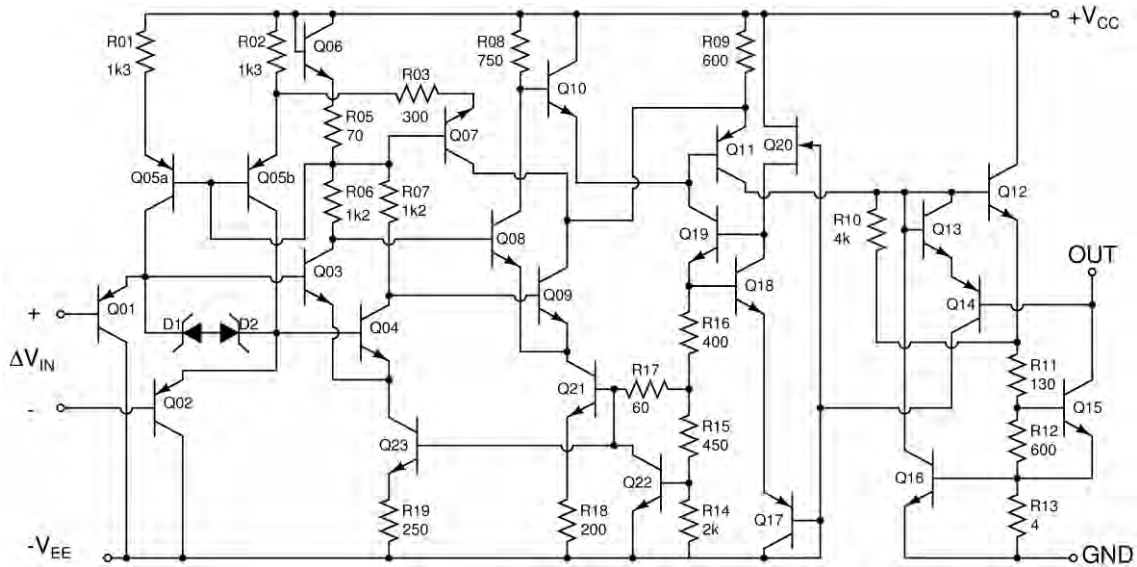 +VCC
R01
1k3
R02
1k3
Q06
R03
300
R05
70
Q07
R08
750
Q10
R09
600
Q11
Q20
Q05a
Q05b
R06
1k2
R07
1k2
Q08
Q19
R10
4k
Q13
Q12
Q03
Q09
Q18
Q14
OUT
+
Q01
D1
D2
Q04
R16
400
ΔVIN
R17
60
R11
130
-
Q02
Q21
R15
450
Q15
R12
600
Q23
Q22
Q16
R19
250
R18
200
R14
2k
Q17
R13
4
-VEE
GND